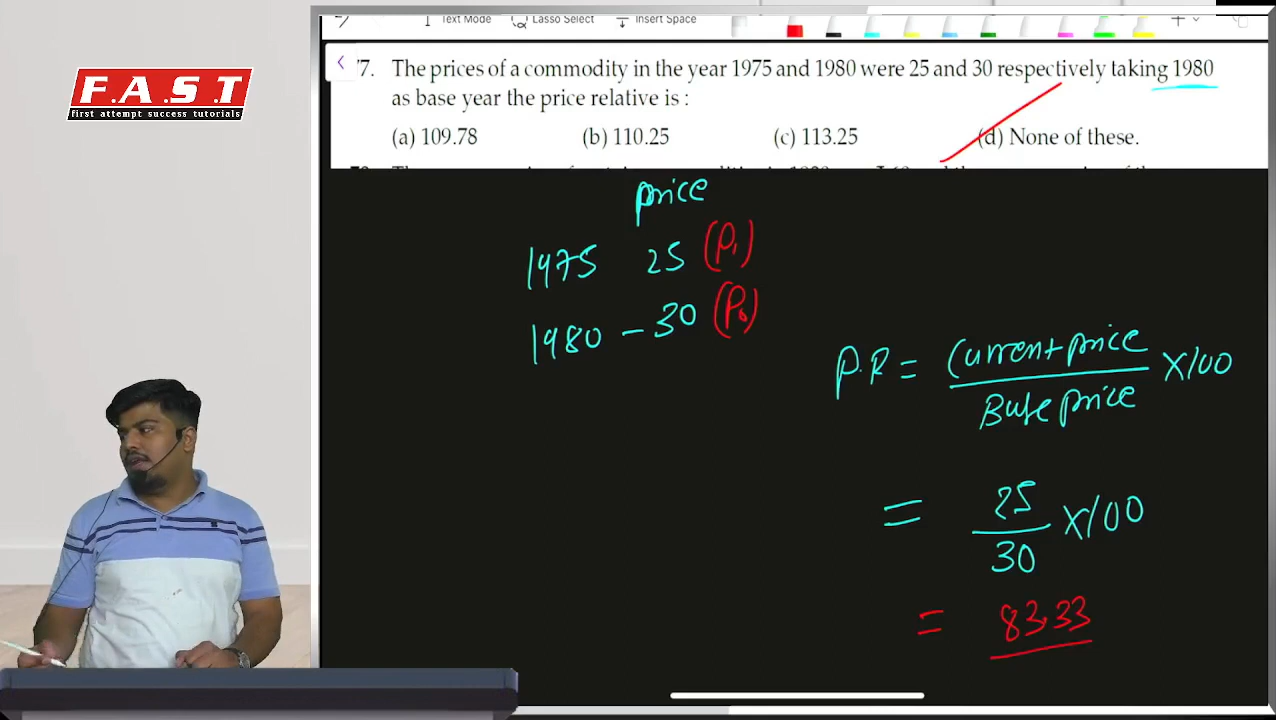 Text Mode Lasso Select Insert Space
F.A.S.T
first attempt success tutorials
77. The prices of a commodity in the year 1975 and 1980 were 25 and 30 respectively taking 1980
as base year the price relative is :
(a) 109.78 (b) 110.25 (c) 113.25 (d) None of these.
price
1975 25 (P1)
1980 - 30 (P0)
P.R = Current price / Base price X100
= 25/30 X100
= 83.33